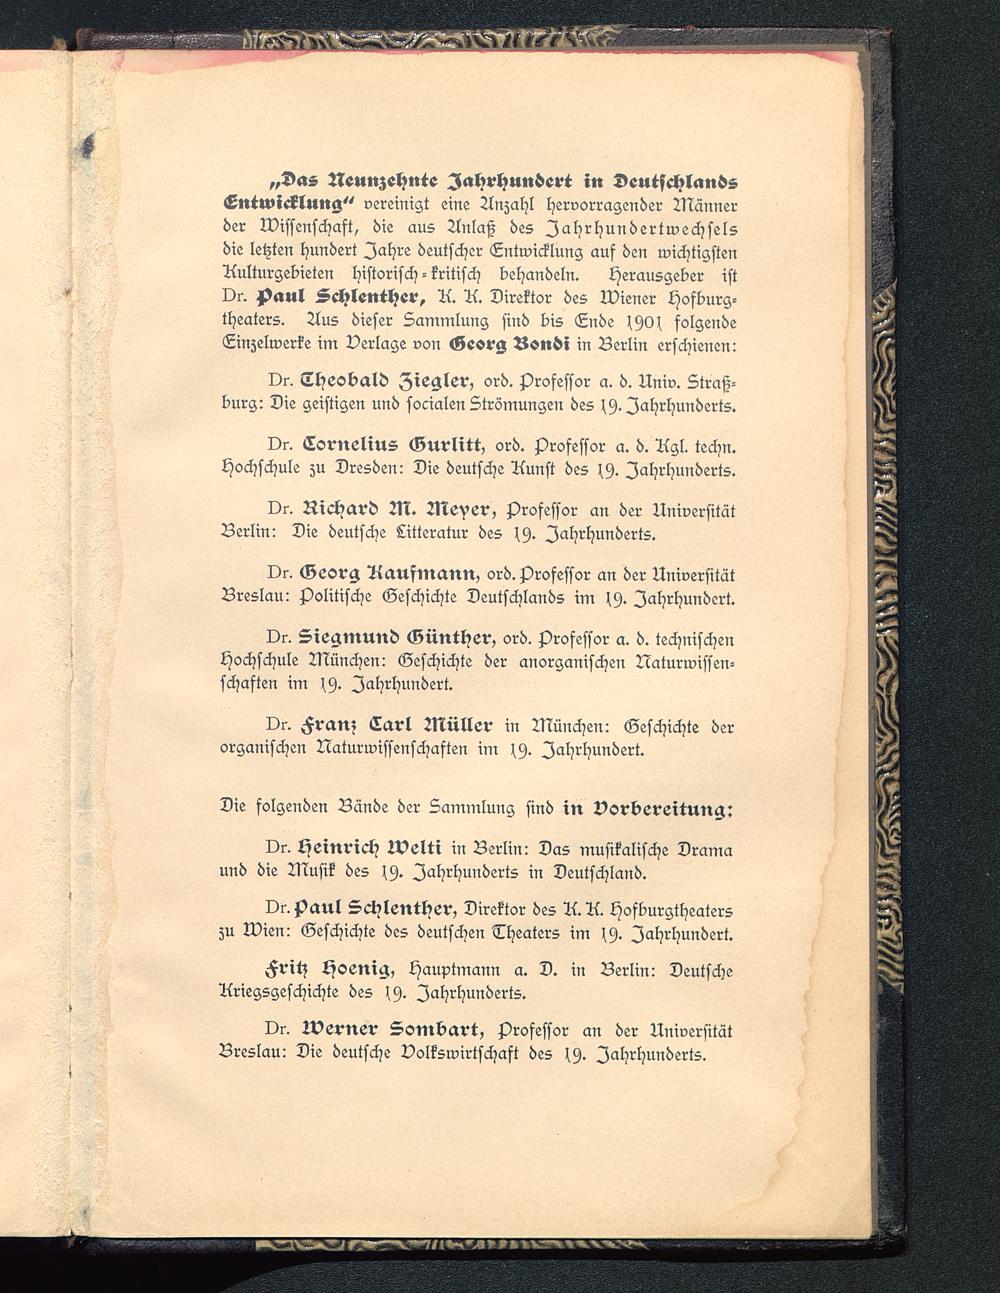 „Das Neunzehnte Jahrhundert in Deutſchlands
Entwicklung“ vereinigt eine Anzahl hervorragender Männer
der Wiſſenſchaft, die aus Anlaß des Jahrhundertwechſels
die letzten hundert Jahre deutſcher Entwicklung auf den wichtigſten
Kulturgebieten hiſtoriſch-kritiſch behandeln. Herausgeber iſt
Dr. Paul Schlenther, K. K. Direktor des Wiener Hofburg-
theaters. Aus dieſer Sammlung ſind bis Ende 1901 folgende
Einzelwerke im Verlage von Georg Bondi in Berlin erſchienen:
Dr. Theobald Ziegler, ord. Profeſſor a. d. Univ. Straß-
burg: Die geiſtigen und ſocialen Strömungen des 19. Jahrhunderts.
Dr. Cornelius Gurlitt, ord. Profeſſor a. d. Kgl. techn.
Hochſchule zu Dresden: Die deutſche Kunſt des 19. Jahrhunderts.
Dr. Richard M. Meyer, Profeſſor an der Univerſität
Berlin: Die deutſche Litteratur des 19. Jahrhunderts.
Dr. Georg Kaufmann, ord. Profeſſor an der Univerſität
Breslau: Politiſche Geſchichte Deutſchlands im 19. Jahrhundert.
Dr. Siegmund Günther, ord. Profeſſor a. d. techniſchen
Hochſchule München: Geſchichte der anorganiſchen Naturwiſſen-
ſchaften im 19. Jahrhundert.
Dr. Franz Carl Müller in München: Geſchichte der
organiſchen Naturwiſſenſchaften im 19. Jahrhundert.
Die folgenden Bände der Sammlung ſind in Vorbereitung:
Dr. Heinrich Welti in Berlin: Das muſikaliſche Drama
und die Muſik des 19. Jahrhunderts in Deutſchland.
Dr. Paul Schlenther, Direktor des K. K. Hofburgtheaters
zu Wien: Geſchichte des deutſchen Theaters im 19. Jahrhundert.
Fritz Hoenig, Hauptmann a. D. in Berlin: Deutſche
Kriegsgeſchichte des 19. Jahrhunderts.
Dr. Werner Sombart, Profeſſor an der Univerſität
Breslau: Die deutſche Volkswirtſchaft des 19. Jahrhunderts.